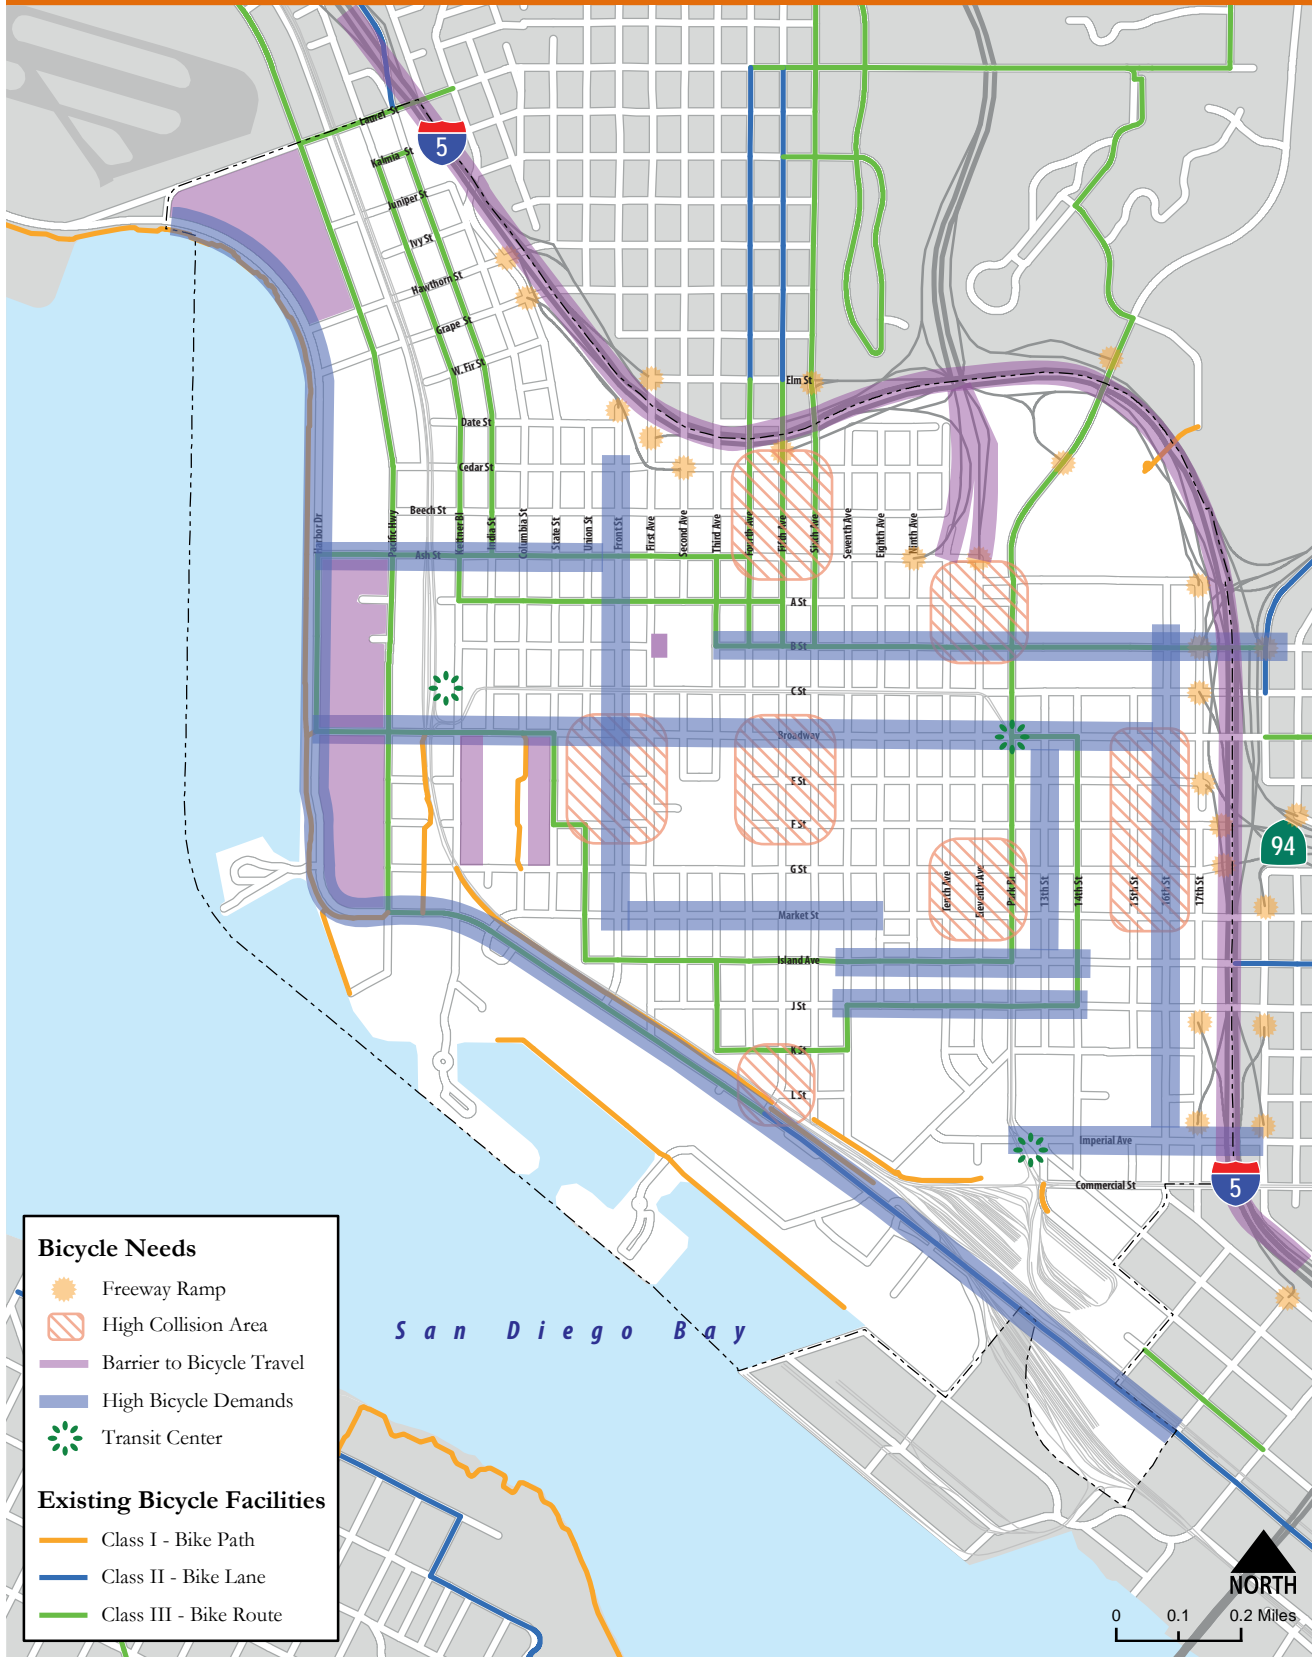 Laurel St
5
Kalmia St
Juniper St
Ivy St
Hawthorn St
Grape St
W. Fir St
Elm St
Date St
Cedar St
Beech St
Harbor Dr
Pacific Hwy
Kettner Bl
India St
Columbia St
State St
Union St
Front St
First Ave
Second Ave
Third Ave
Fourth Ave
Fifth Ave
Sixth Ave
Seventh Ave
Eighth Ave
Ninth Ave
Ash St
A St
B St
C St
Broadway
E St
F St
94
G St
Tenth Ave
Eleventh Ave
Park Bl
13th St
14th St
15th St
16th St
17th St
Market St
Island Ave
J St
K St
L St
Imperial Ave
Commercial St
5
San Diego Bay
Bicycle Needs
Freeway Ramp
High Collision Area
Barrier to Bicycle Travel
High Bicycle Demands
Transit Center
Existing Bicycle Facilities
Class I - Bike Path
Class II - Bike Lane
Class III - Bike Route
NORTH
0 0.1 0.2 Miles